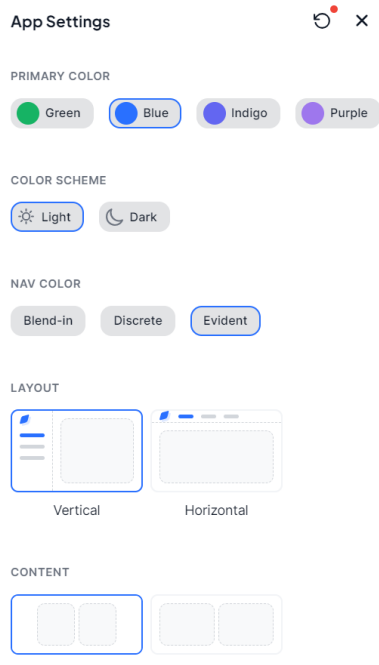 App Settings
PRIMARY COLOR
Green Blue Indigo Purple
COLOR SCHEME
Light Dark
NAV COLOR
Blend-in Discrete Evident
LAYOUT
Vertical Horizontal
CONTENT